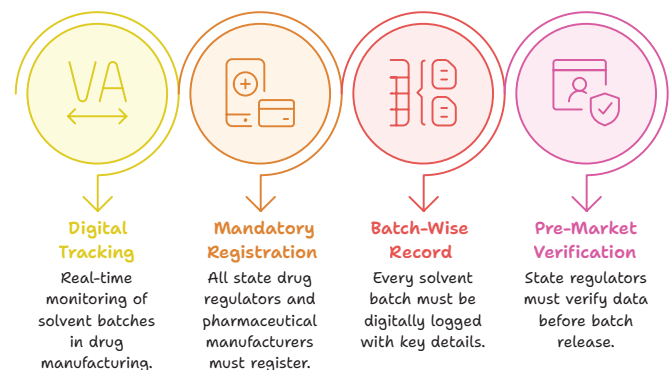 VA
Digital
Tracking
Real-time
monitoring of
solvent batches
in drug
manufacturing.
Mandatory
Registration
All state drug
regulators and
pharmaceutical
manufacturers
must register.
Batch-Wise
Record
Every solvent
batch must be
digitally logged
with key details.
Pre-Market
Verification
State regulators
must verify data
before batch
release.